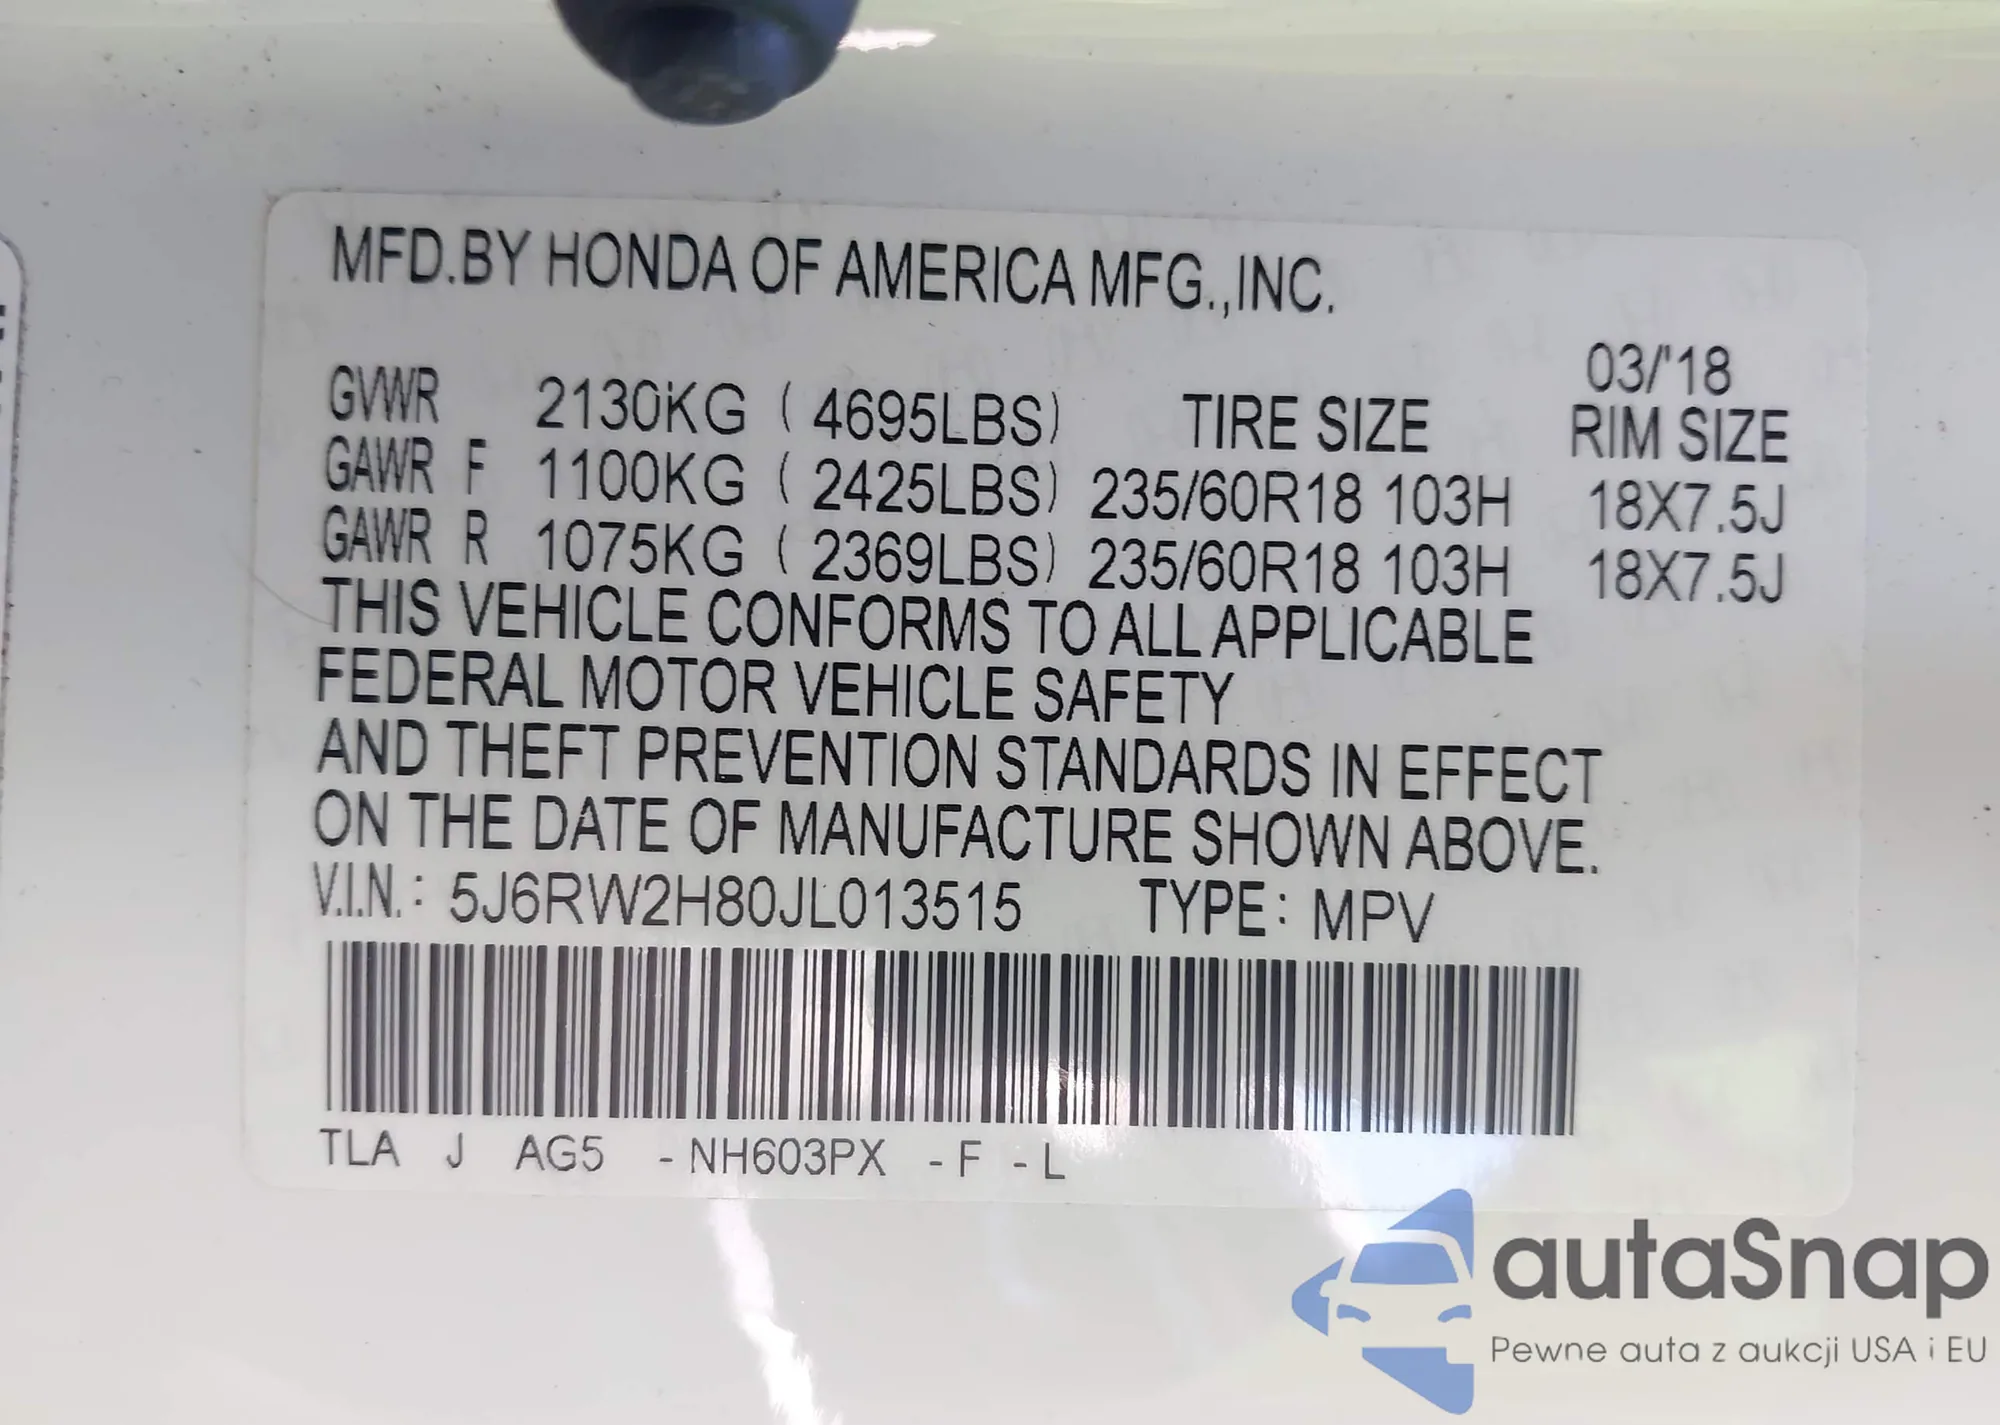 MFD.BY HONDA OF AMERICA MFG.,INC.
03/'18
GVWR 2130KG ( 4695LBS) TIRE SIZE RIM SIZE
GAWR F 1100KG ( 2425LBS) 235/60R18 103H 18X7.5J
GAWR R 1075KG ( 2369LBS) 235/60R18 103H 18X7.5J
THIS VEHICLE CONFORMS TO ALL APPLICABLE
FEDERAL MOTOR VEHICLE SAFETY
AND THEFT PREVENTION STANDARDS IN EFFECT
ON THE DATE OF MANUFACTURE SHOWN ABOVE.
V.I.N.: 5J6RW2H80JL013515 TYPE: MPV
TLA J AG5 -NH603PX -F -L
autaSnap
Pewne auta z aukcji USA i EU